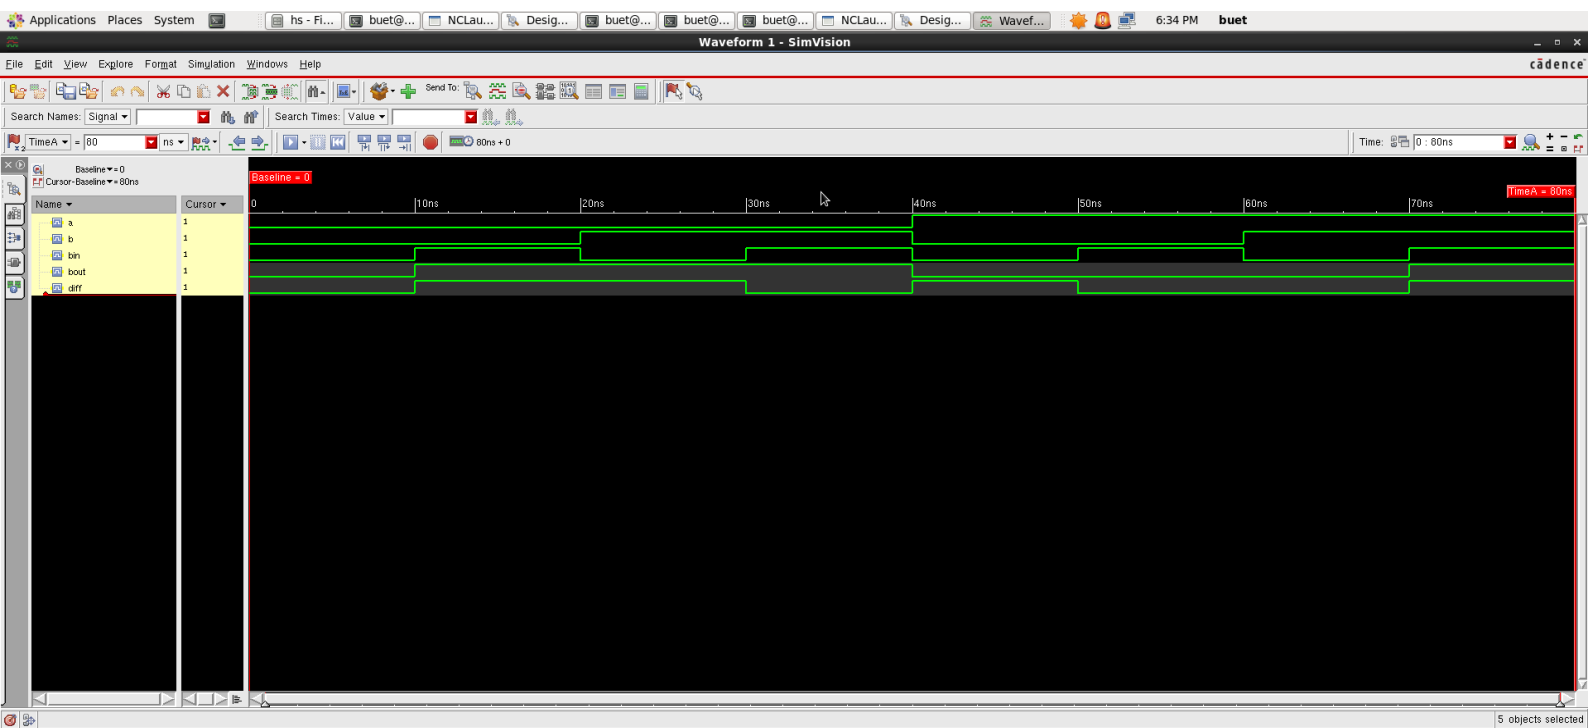 Applications Places System hs - Fi... buet@... NCLau... Desig... buet@... buet@... buet@... NCLau... Desig... Wavef... 6:34 PM buet
Waveform 1 - SimVision
File Edit View Explore Format Simulation Windows Help cādence
Send To:
Search Names: Signal Search Times: Value
TimeA = 80 ns 80ns + 0 Time: 0 : 80ns
Baseline = 0
Cursor-Baseline = 80ns
Baseline = 0
TimeA = 80ns
Name Cursor 0 10ns 20ns 30ns 40ns 50ns 60ns 70ns
a 1
b 1
bin 1
bout 1
diff 1
5 objects selected